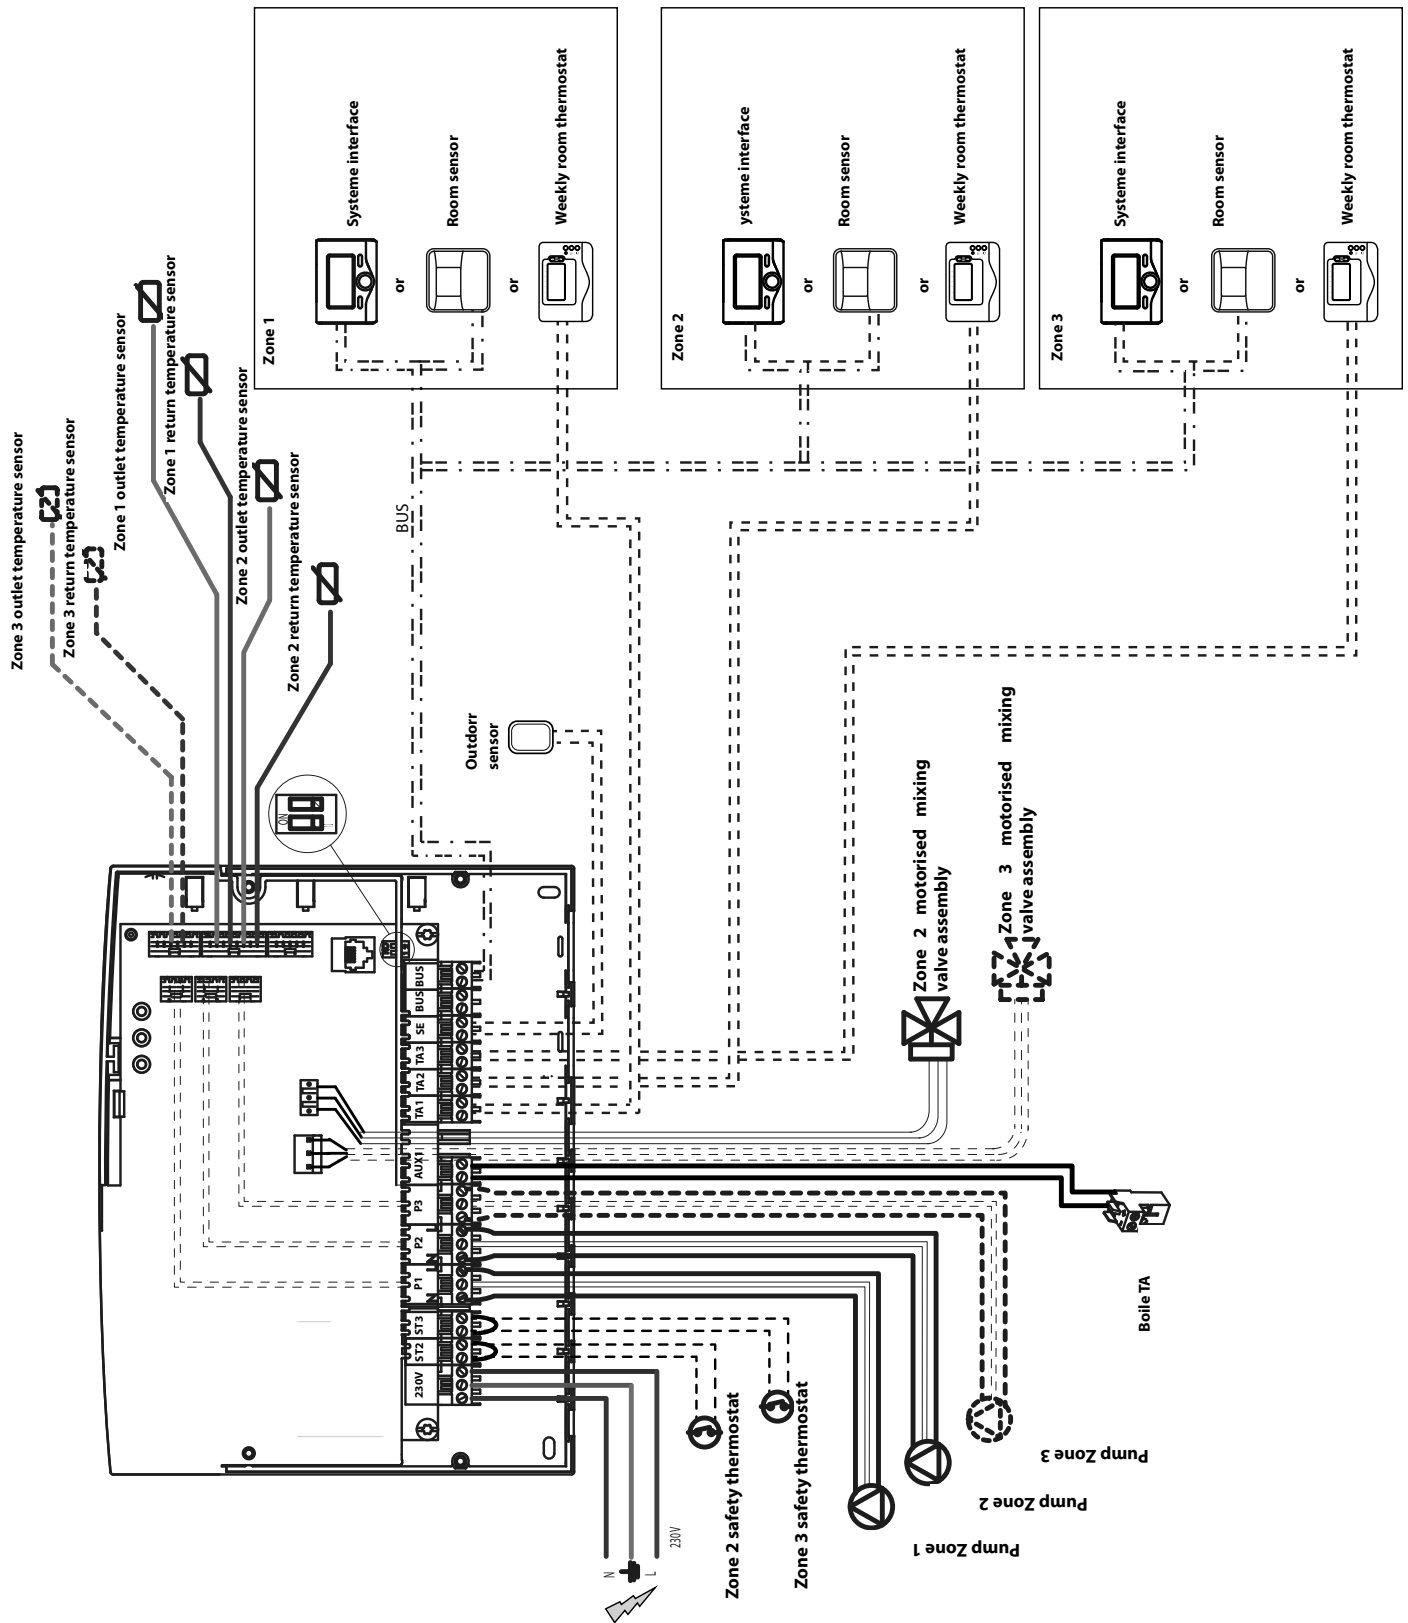 Zone 3 outlet temperature sensor
Zone 3 return temperature sensor
Zone 1 outlet temperature sensor
Zone 1 return temperature sensor
Zone 2 outlet temperature sensor
Zone 2 return temperature sensor
Zone 1
Systeme interface
or
Room sensor
or
Weekly room thermostat
Zone 2
ysteme interface
or
Room sensor
or
Weekly room thermostat
Zone 3
Systeme interface
or
Room sensor
or
Weekly room thermostat
BUS
Outdorr
sensor
ON
Zone 2 motorised mixing
valve assembly
Zone 3 motorised mixing
valve assembly
230V
ST2
ST3
P1
P2
P3
AUX1
TA1
TA2
TA3
SE
BUS
BUS
N
L
N
L
N
L
230V
Zone 2 safety thermostat
Zone 3 safety thermostat
Pump Zone 1
Pump Zone 2
Pump Zone 3
Boile TA